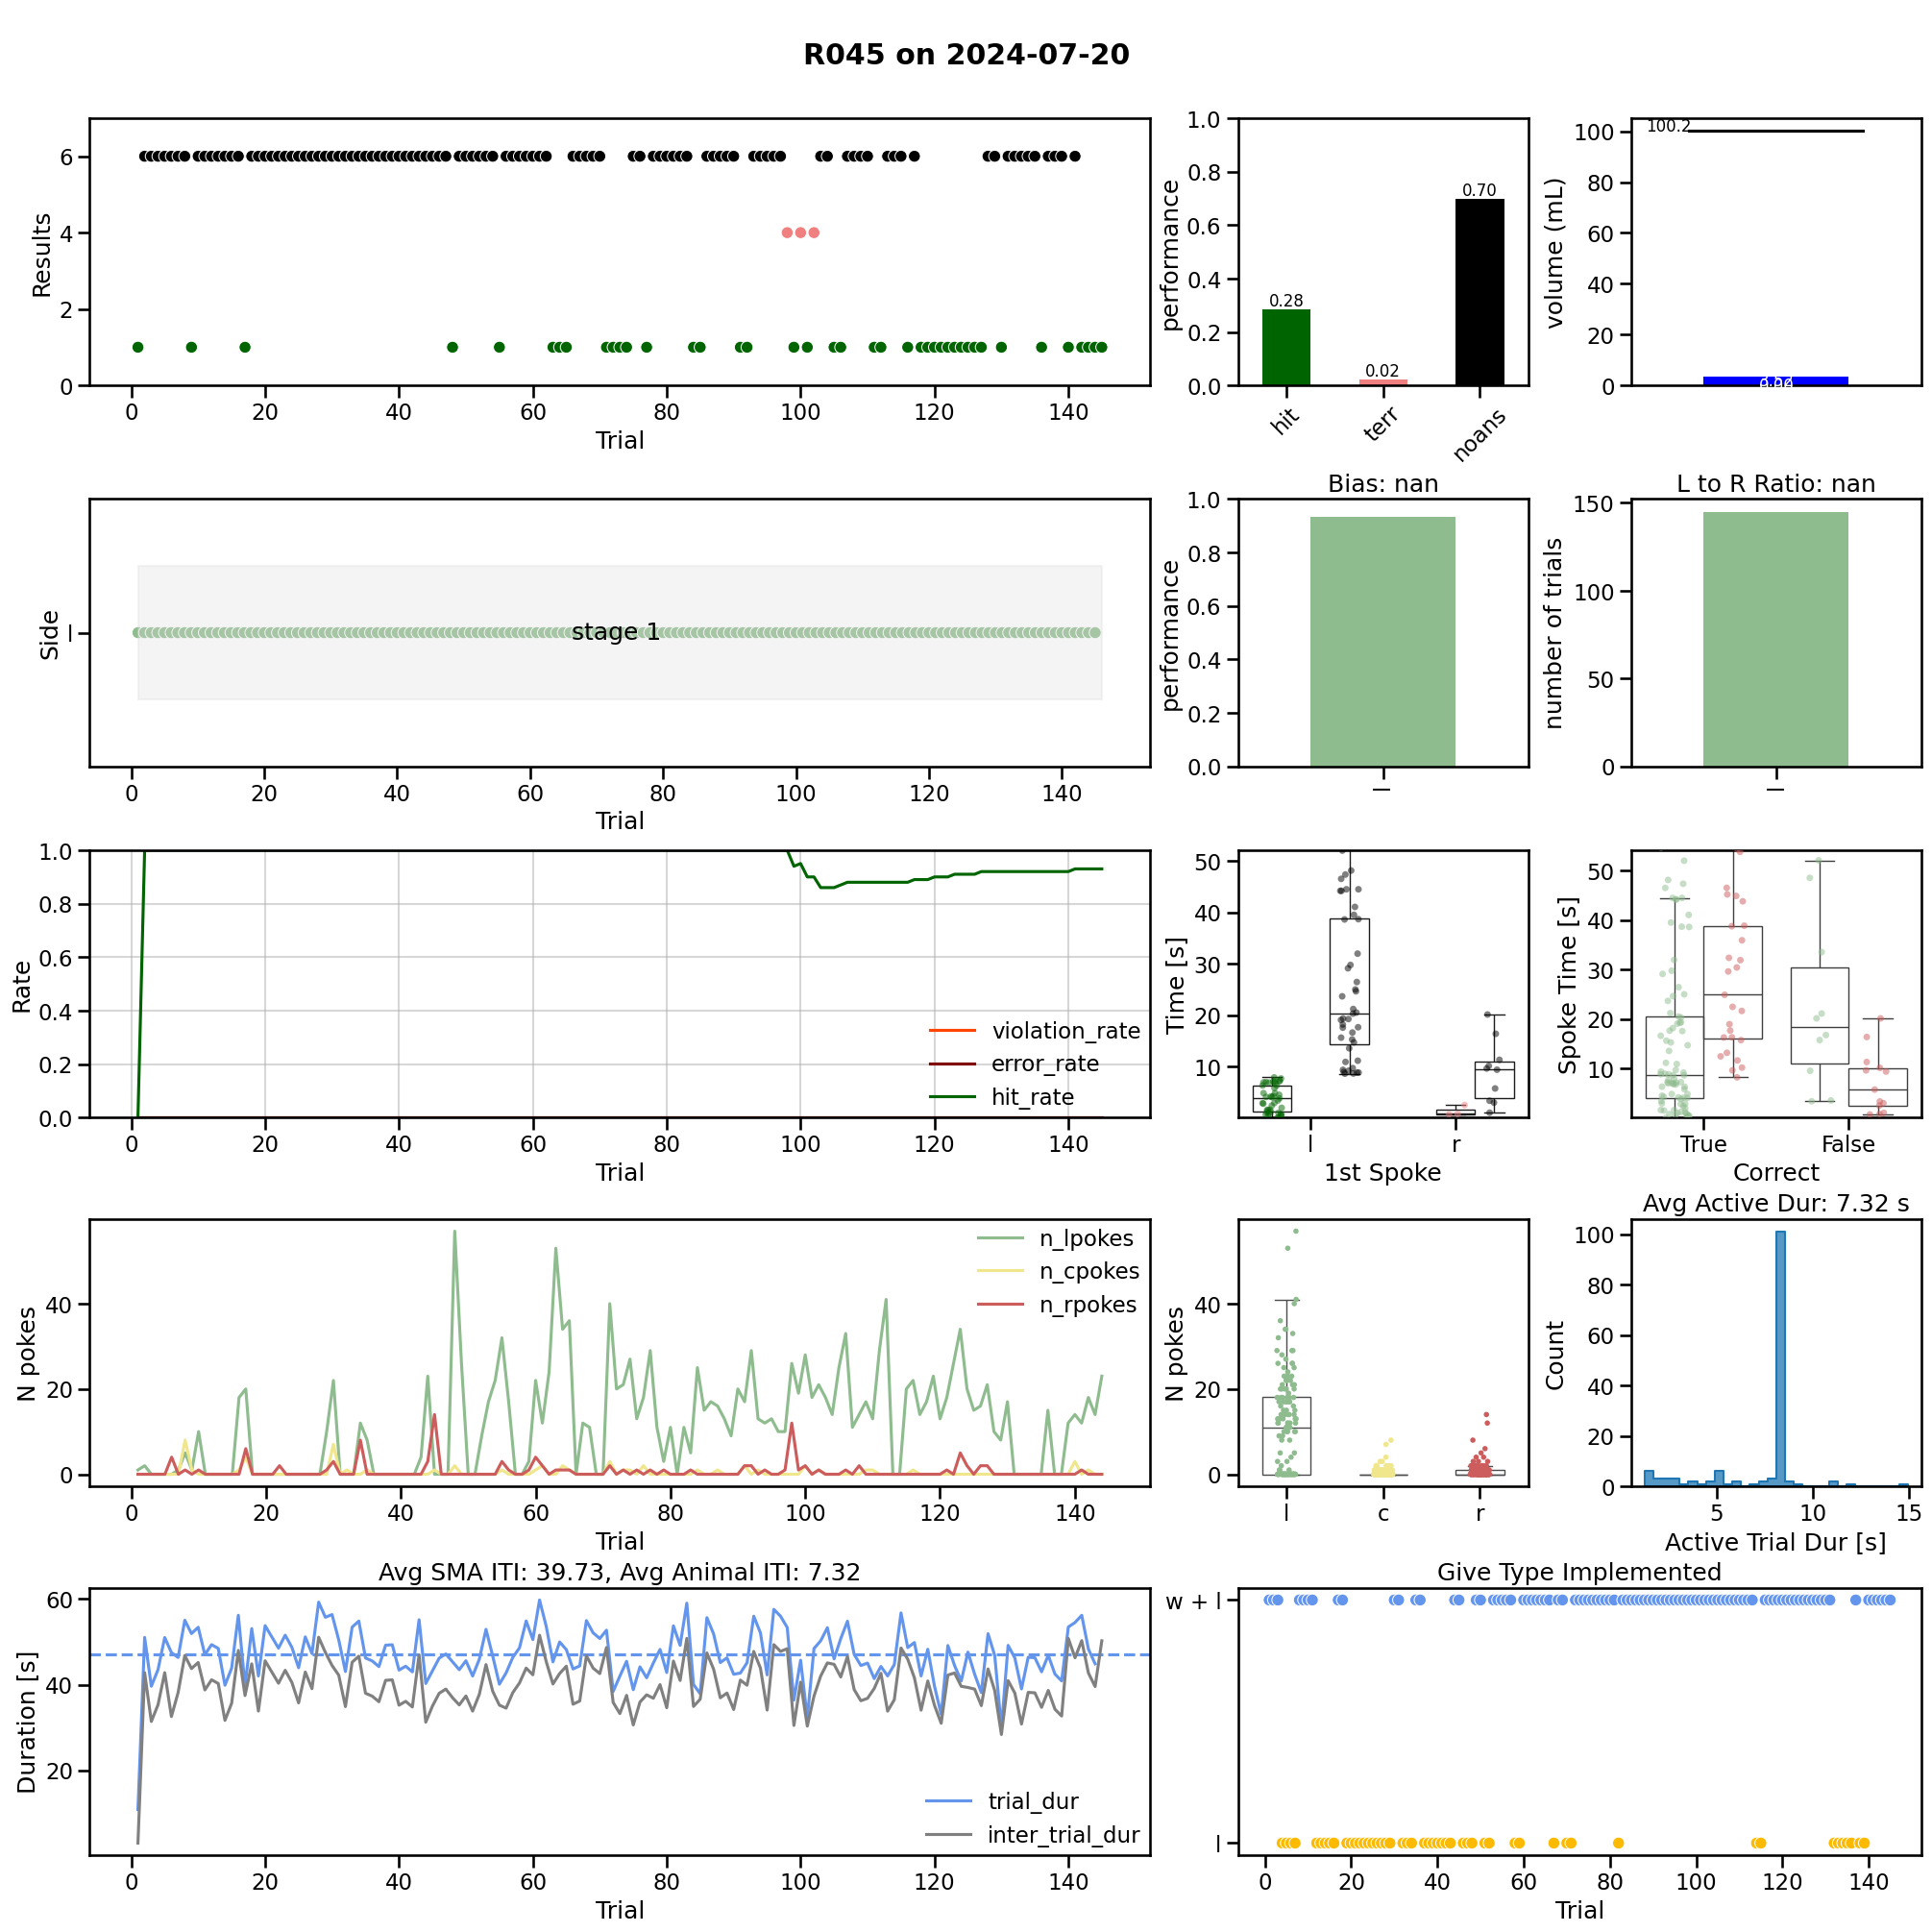 R045 on 2024-07-20
Results
6
4
2
0
0 20 40 60 80 100 120 140
Trial
performance
1.0
0.8
0.6
0.4
0.2
0.0
0.28
0.02
0.70
hit terr noans
volume (mL)
100
80
60
40
20
0
100.2
Side
l
stage 1
0 20 40 60 80 100 120 140
Trial
Bias: nan
performance
1.0
0.8
0.6
0.4
0.2
0.0
l
L to R Ratio: nan
number of trials
150
100
50
0
l
Rate
1.0
0.8
0.6
0.4
0.2
0.0
violation_rate
error_rate
hit_rate
0 20 40 60 80 100 120 140
Trial
Time [s]
50
40
30
20
10
l r
1st Spoke
Spoke Time [s]
50
40
30
20
10
True False
Correct
N pokes
40
20
0
n_lpokes
n_cpokes
n_rpokes
0 20 40 60 80 100 120 140
Trial
N pokes
40
20
0
l c r
Avg Active Dur: 7.32 s
Count
100
80
60
40
20
0
5 10 15
Active Trial Dur [s]
Avg SMA ITI: 39.73, Avg Animal ITI: 7.32
Duration [s]
60
40
20
trial_dur
inter_trial_dur
0 20 40 60 80 100 120 140
Trial
Give Type Implemented
w + l
l
0 20 40 60 80 100 120 140
Trial